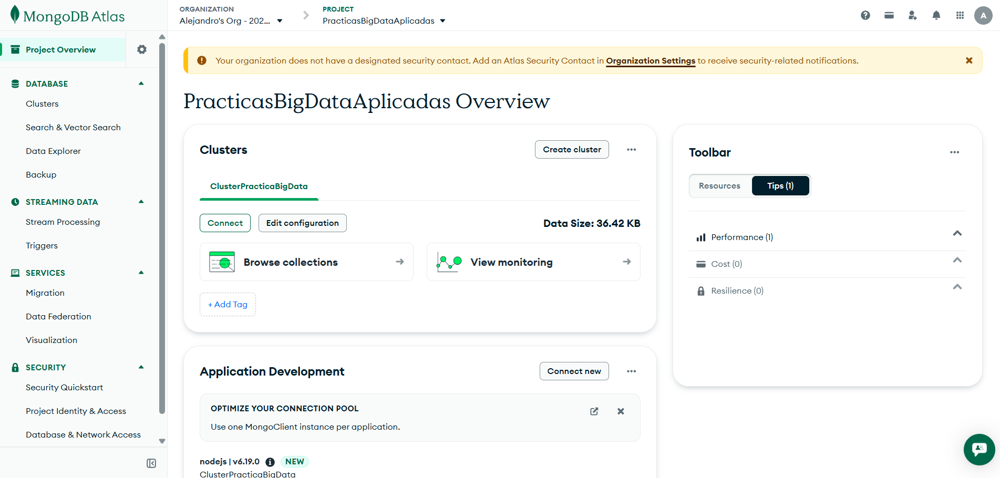 MongoDB Atlas
ORGANIZATION
Alejandro's Org - 202...
PROJECT
PracticasBigDataAplicadas
A
Project Overview
DATABASE
Clusters
Search & Vector Search
Data Explorer
Backup
STREAMING DATA
Stream Processing
Triggers
SERVICES
Migration
Data Federation
Visualization
SECURITY
Security Quickstart
Project Identity & Access
Database & Network Access
Your organization does not have a designated security contact. Add an Atlas Security Contact in Organization Settings to receive security-related notifications.
PracticasBigDataAplicadas Overview
Clusters
Create cluster
ClusterPracticaBigData
Connect
Edit configuration
Data Size: 36.42 KB
Browse collections
View monitoring
+ Add Tag
Application Development
Connect new
OPTIMIZE YOUR CONNECTION POOL
Use one MongoClient instance per application.
nodejs | v6.19.0
NEW
ClusterPracticaBigData
Toolbar
Resources
Tips (1)
Performance (1)
Cost (0)
Resilience (0)